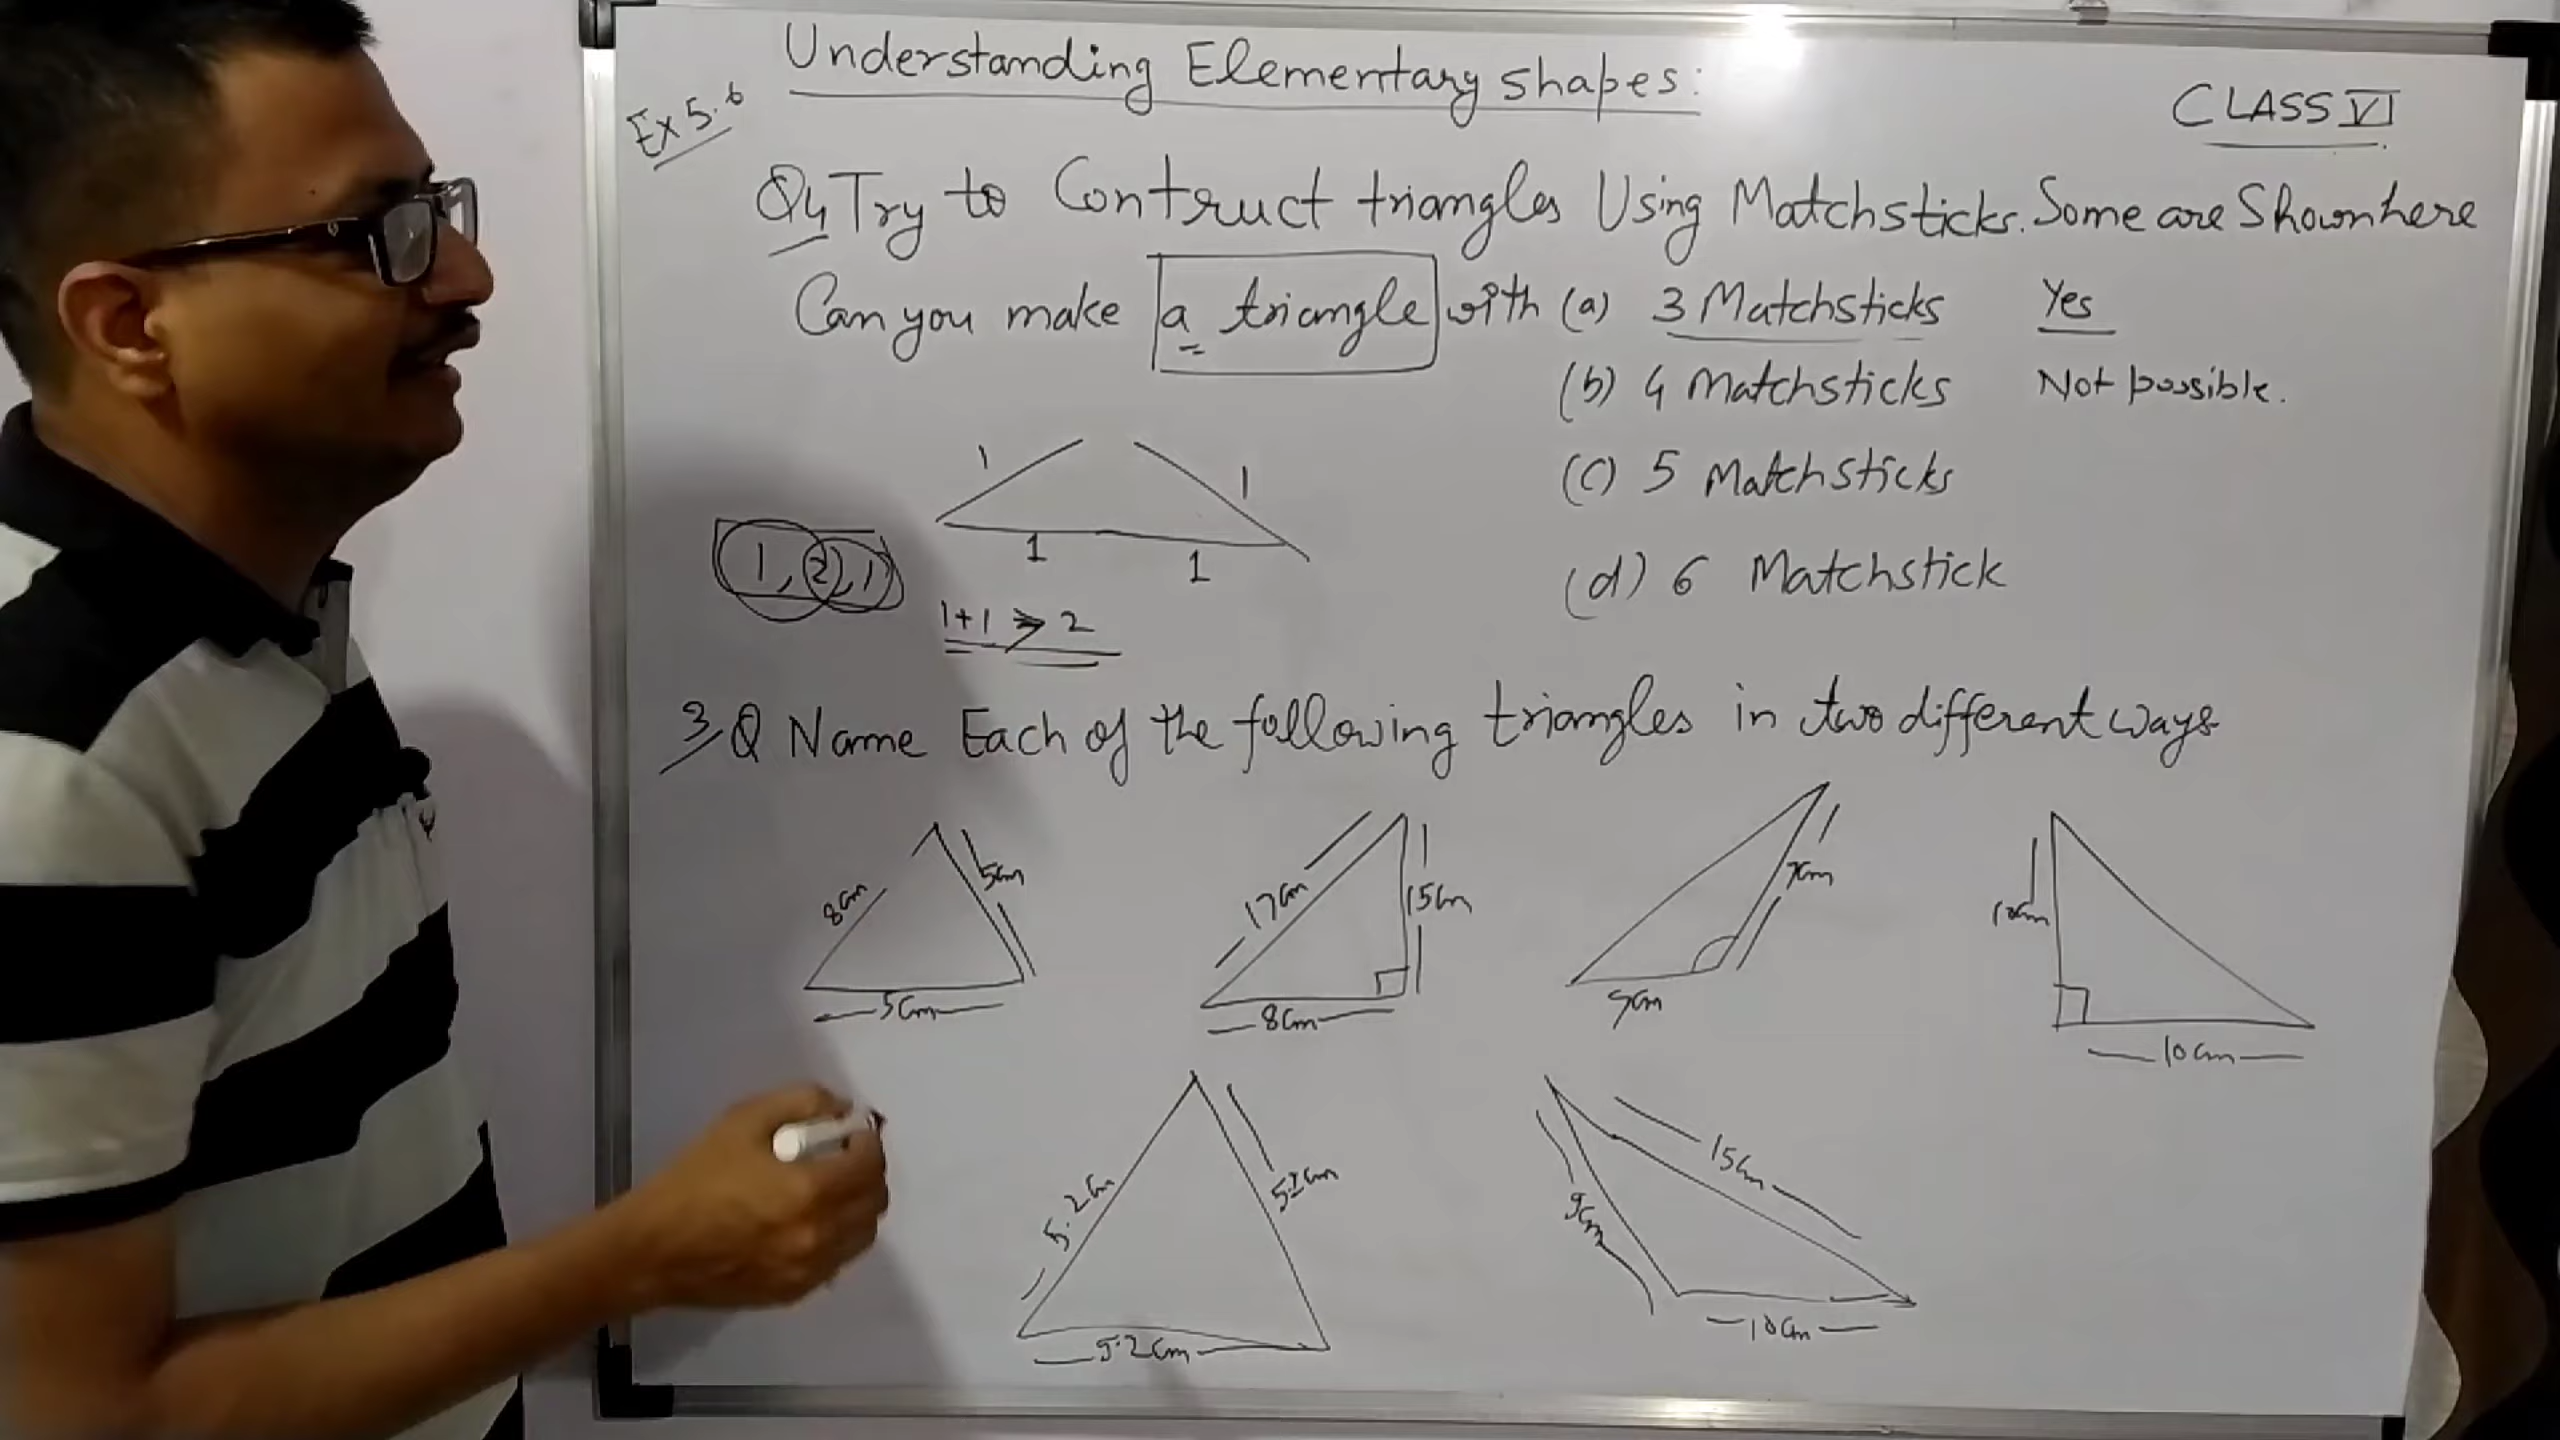 Understanding Elementary shapes:
Ex 5.6
CLASS VI
Q4 Try to Contruct triangles Using Matchsticks. Some are Shown here
Can you make a triangle with (a) 3 Matchsticks Yes
(b) 4 Matchsticks Not possible.
(c) 5 Matchsticks
(d) 6 Matchstick
1 1
1 1
1, 2, 1
1+1 > 2
3 Q Name Each of the following triangles in two different ways
8cm 5cm
5cm
17cm 15cm
8cm
7cm
10cm
10cm
5.2cm
5.2cm
15cm
9cm
10cm